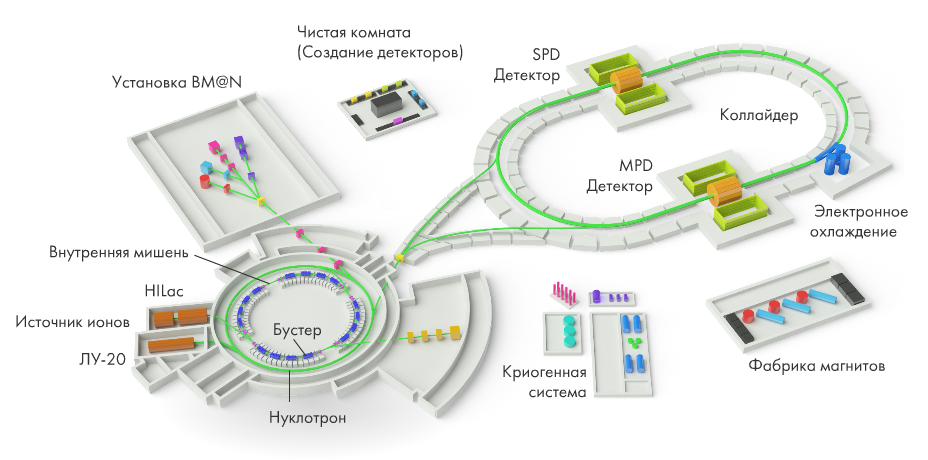 Чистая комната
(Создание детекторов)
SPD
Детектор
Установка BM@N
Коллайдер
MPD
Детектор
Электронное
охлаждение
Внутренняя мишень
HILac
Источник ионов
Бустер
ЛУ-20
Криогенная
система
Фабрика магнитов
Нуклотрон